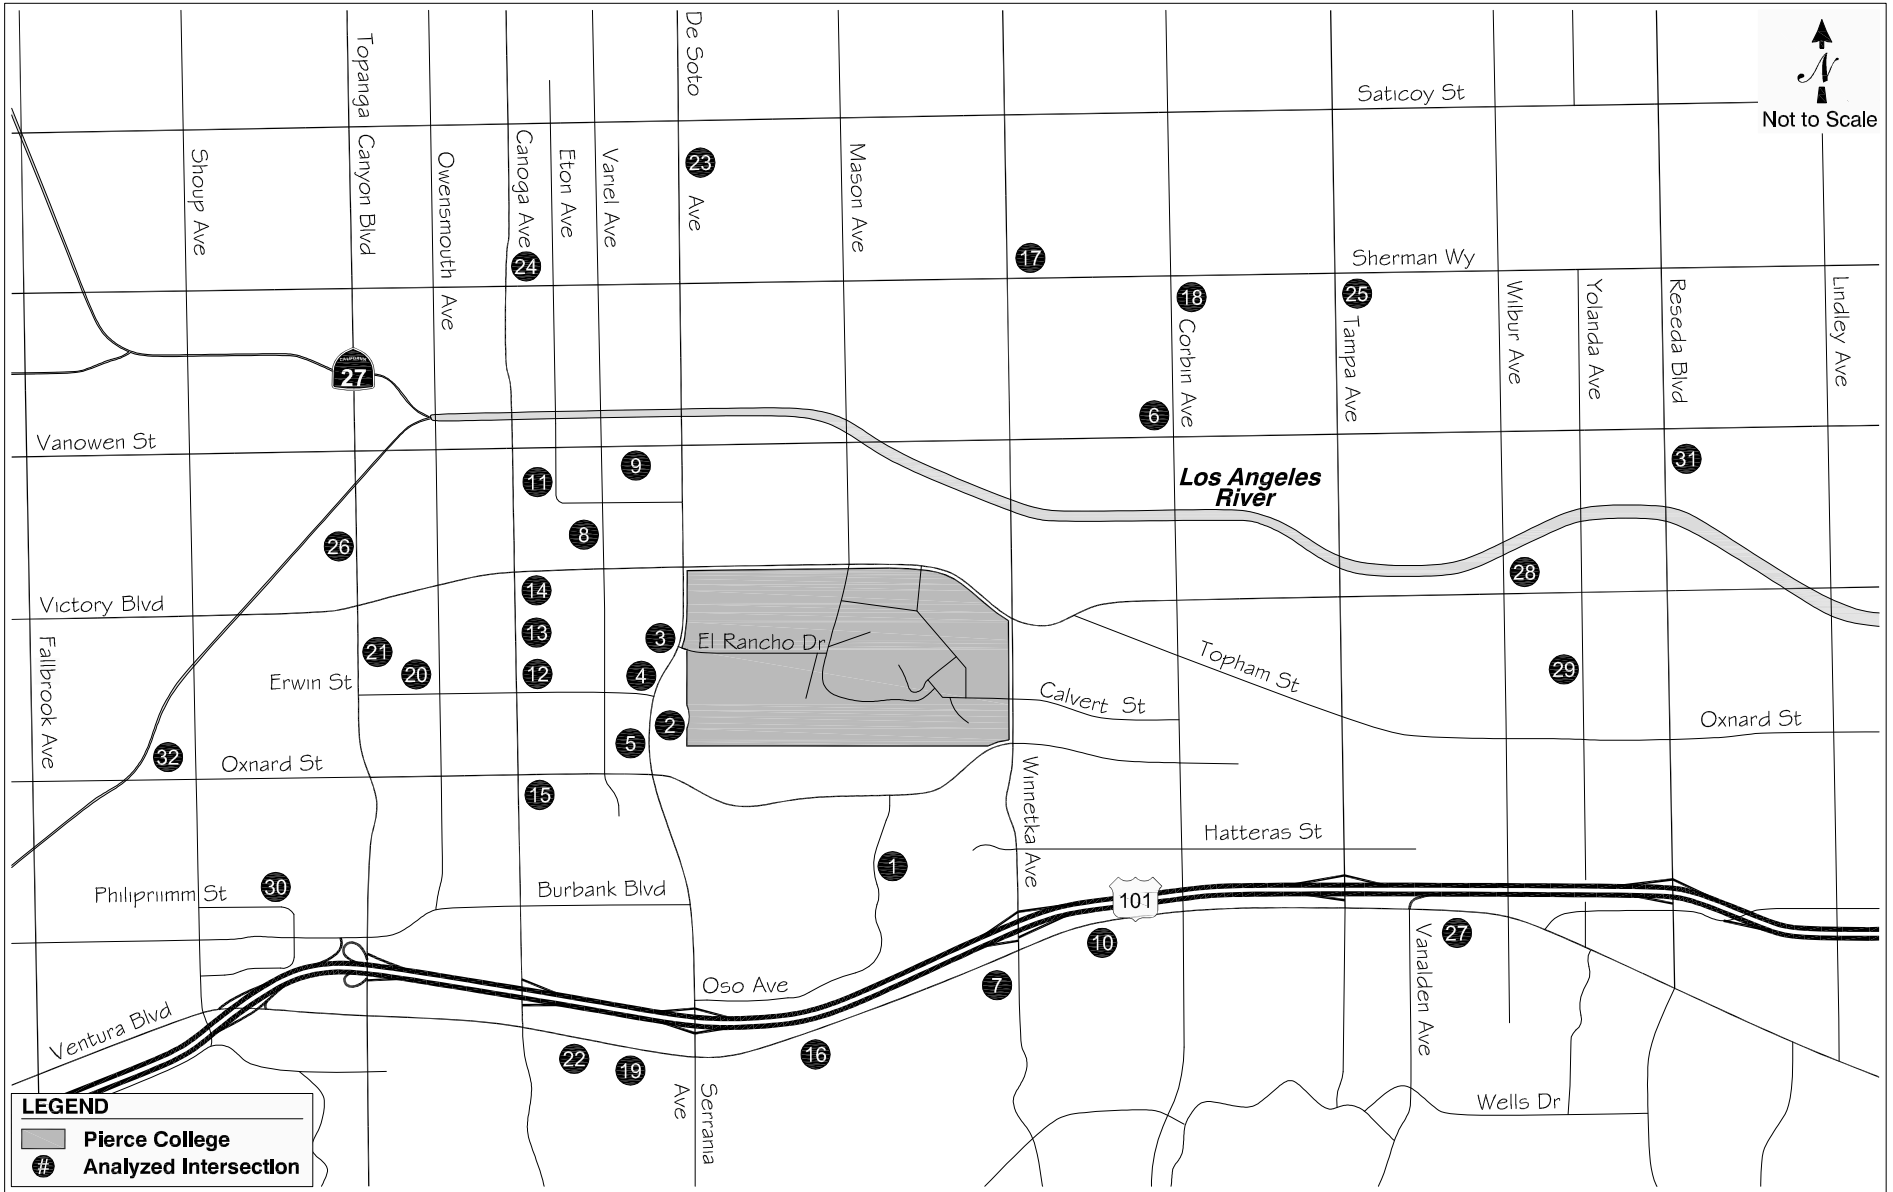 De Soto
Ave
Topanga Canyon Blvd
Saticoy St
N
Not to Scale
Shoup Ave
Owensmouth Ave
Canoga Ave
Eton Ave
Variel Ave
23
Mason Ave
24
17
Sherman Wy
18
25
Corbin Ave
Tampa Ave
Wilbur Ave
Yolanda Ave
Reseda Blvd
Lindley Ave
CALIFORNIA
27
6
Vanowen St
9
11
31
Los Angeles
River
8
26
28
14
Victory Blvd
13
3
El Rancho Dr
21
20
12
4
Erwin St
Topham St
29
Fallbrook Ave
Calvert St
2
Oxnard St
5
32
Oxnard St
15
Winnetka Ave
Hatteras St
1
30
Philiprimm St
Burbank Blvd
101
10
27
Vanalden Ave
7
Oso Ave
Ventura Blvd
22
19
16
Serrania
Ave
Wells Dr
LEGEND
Pierce College
# Analyzed Intersection